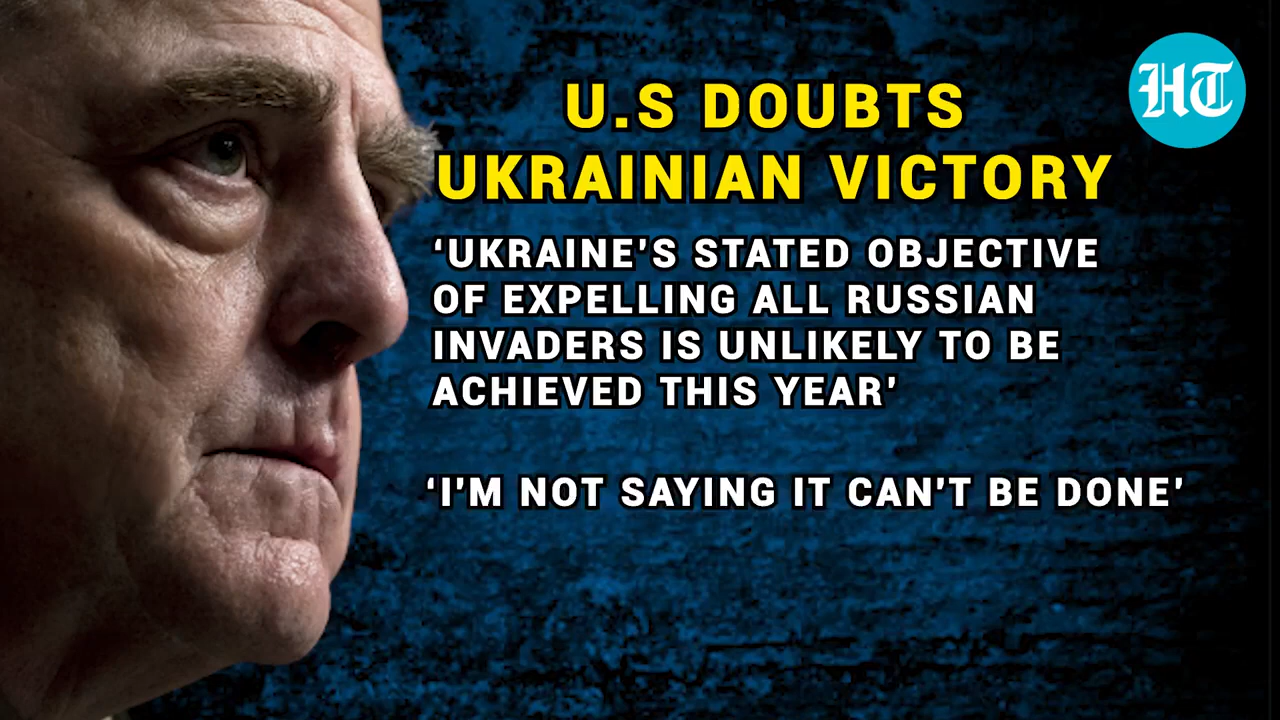 HT
U.S DOUBTS
UKRAINIAN VICTORY
‘UKRAINE’S STATED OBJECTIVE
OF EXPELLING ALL RUSSIAN
INVADERS IS UNLIKELY TO BE
ACHIEVED THIS YEAR’
‘I’M NOT SAYING IT CAN’T BE DONE’